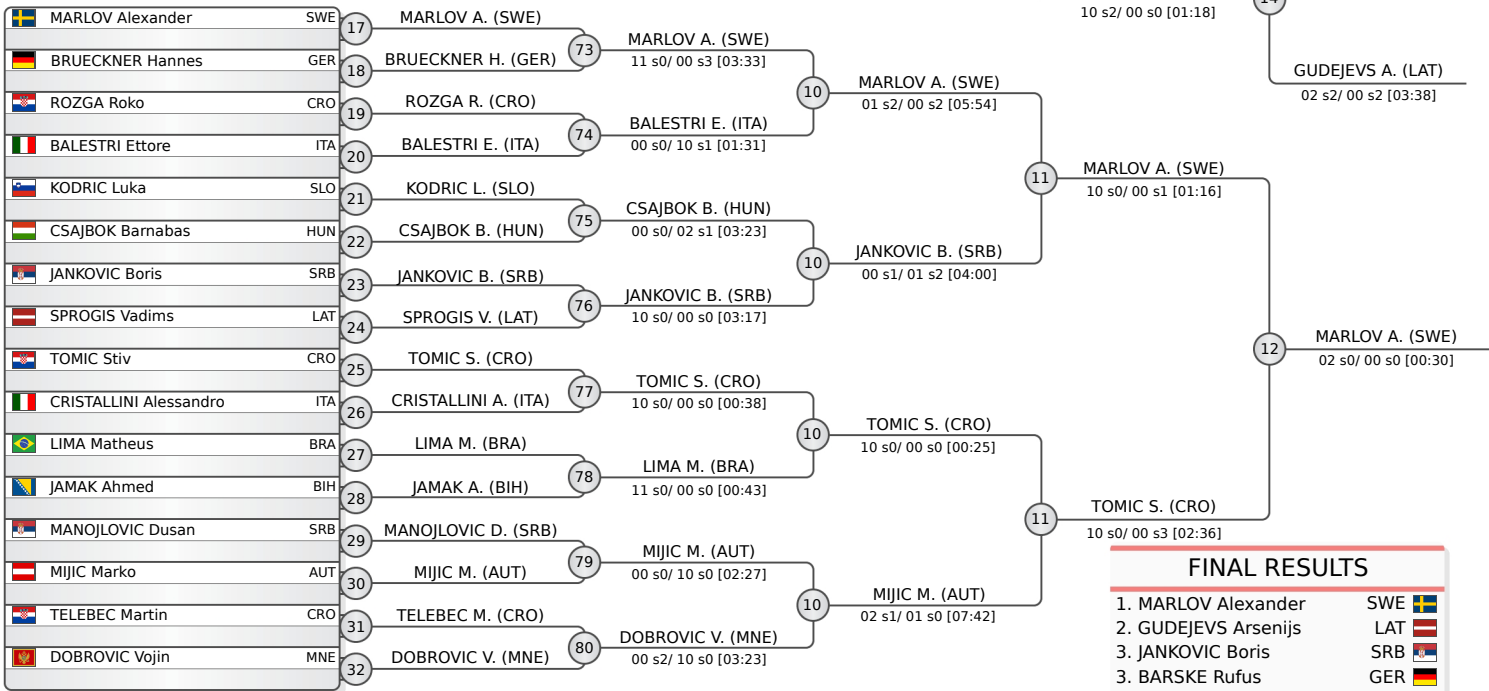 MARLOV Alexander SWE
BRUECKNER Hannes GER
ROZGA Roko CRO
BALESTRI Ettore ITA
KODRIC Luka SLO
CSAJBOK Barnabas HUN
JANKOVIC Boris SRB
SPROGIS Vadims LAT
TOMIC Stiv CRO
CRISTALLINI Alessandro ITA
LIMA Matheus BRA
JAMAK Ahmed BIH
MANOJLOVIC Dusan SRB
MIJIC Marko AUT
TELEBEC Martin CRO
DOBROVIC Vojin MNE
17 MARLOV A. (SWE)
18 BRUECKNER H. (GER)
19 ROZGA R. (CRO)
20 BALESTRI E. (ITA)
21 KODRIC L. (SLO)
22 CSAJBOK B. (HUN)
23 JANKOVIC B. (SRB)
24 SPROGIS V. (LAT)
25 TOMIC S. (CRO)
26 CRISTALLINI A. (ITA)
27 LIMA M. (BRA)
28 JAMAK A. (BIH)
29 MANOJLOVIC D. (SRB)
30 MIJIC M. (AUT)
31 TELEBEC M. (CRO)
32 DOBROVIC V. (MNE)
73 MARLOV A. (SWE)
11 s0/ 00 s3 [03:33]
74 BALESTRI E. (ITA)
00 s0/ 10 s1 [01:31]
75 CSAJBOK B. (HUN)
00 s0/ 02 s1 [03:23]
76 JANKOVIC B. (SRB)
10 s0/ 00 s0 [03:17]
77 TOMIC S. (CRO)
10 s0/ 00 s0 [00:38]
78 LIMA M. (BRA)
11 s0/ 00 s0 [00:43]
79 MIJIC M. (AUT)
00 s0/ 10 s0 [02:27]
80 DOBROVIC V. (MNE)
00 s2/ 10 s0 [03:23]
10 MARLOV A. (SWE)
01 s2/ 00 s2 [05:54]
10 JANKOVIC B. (SRB)
00 s1/ 01 s2 [04:00]
10 TOMIC S. (CRO)
10 s0/ 00 s0 [00:25]
10 MIJIC M. (AUT)
02 s1/ 01 s0 [07:42]
11 MARLOV A. (SWE)
10 s0/ 00 s1 [01:16]
11 TOMIC S. (CRO)
10 s0/ 00 s3 [02:36]
10 s2/ 00 s0 [01:18]
GUDEJEVS A. (LAT)
02 s2/ 00 s2 [03:38]
12 MARLOV A. (SWE)
02 s0/ 00 s0 [00:30]
FINAL RESULTS
1. MARLOV Alexander SWE
2. GUDEJEVS Arsenijs LAT
3. JANKOVIC Boris SRB
3. BARSKE Rufus GER